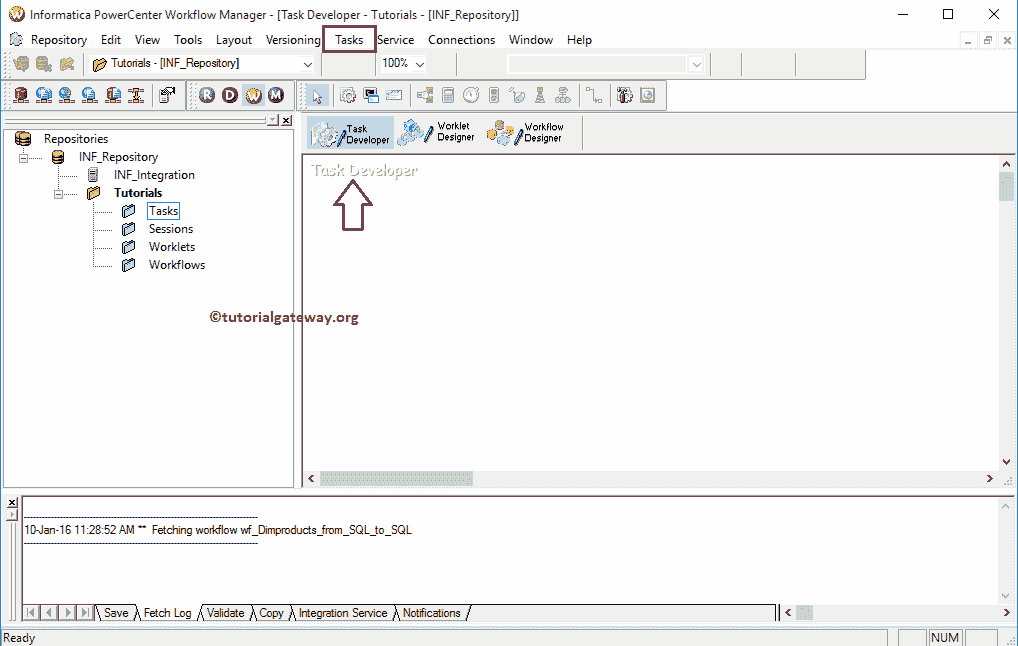 Informatica PowerCenter Workflow Manager - [Task Developer - Tutorials - [INF_Repository]]
Repository Edit View Tools Layout Versioning Tasks Service Connections Window Help
Tutorials - [INF_Repository] 100%
R D W M
Task Developer
Worklet Designer
Workflow Designer
Repositories
INF_Repository
INF_Integration
Tutorials
Tasks
Sessions
Worklets
Workflows
Task Developer
©tutorialgateway.org
10-Jan-16 11:28:52 AM ** Fetching workflow wf_Dimproducts_from_SQL_to_SQL
Save Fetch Log Validate Copy Integration Service Notifications
Ready NUM